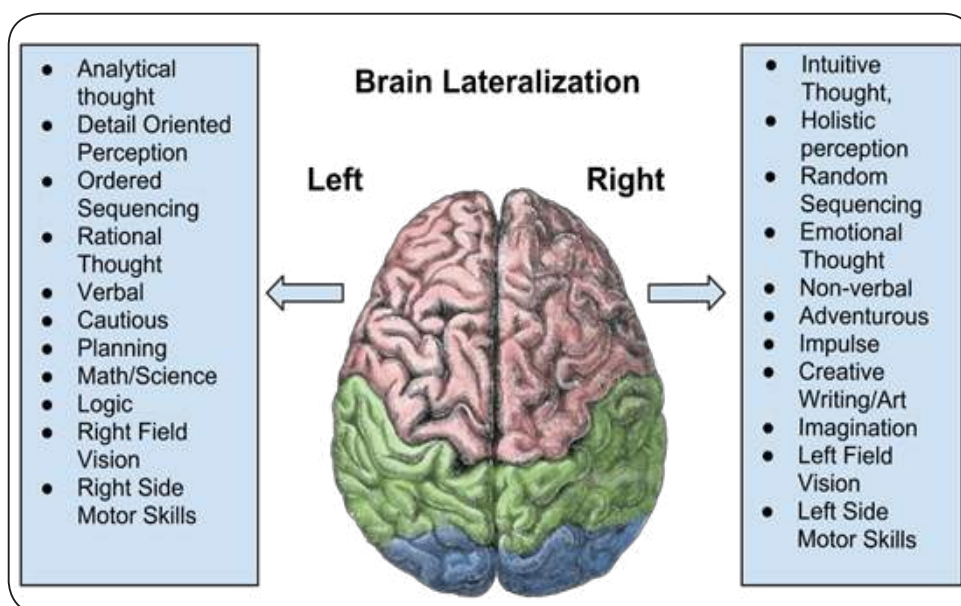 Brain Lateralization
Left
Right
● Analytical
thought
● Detail Oriented
Perception
● Ordered
Sequencing
● Rational
Thought
● Verbal
● Cautious
● Planning
● Math/Science
● Logic
● Right Field
Vision
● Right Side
Motor Skills
● Intuitive
Thought,
● Holistic
perception
● Random
Sequencing
● Emotional
Thought
● Non-verbal
● Adventurous
● Impulse
● Creative
Writing/Art
● Imagination
● Left Field
Vision
● Left Side
Motor Skills